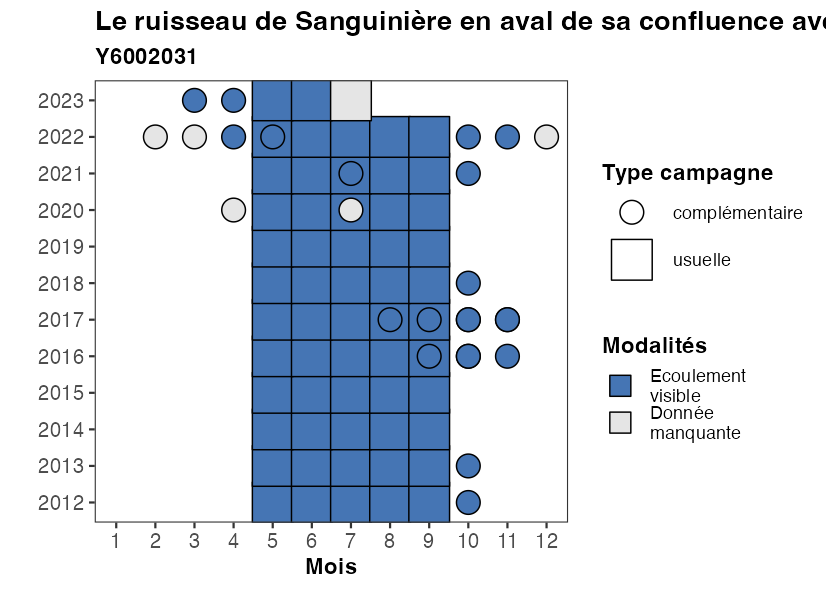 Le ruisseau de Sanguinière en aval de sa confluence
Y6002031
2023
2022
2021
2020
2019
2018
2017
2016
2015
2014
2013
2012
1 2 3 4 5 6 7 8 9 10 11 12
Mois
Type campagne
complémentaire
usuelle
Modalités
Ecoulement
visible
Donnée
manquante